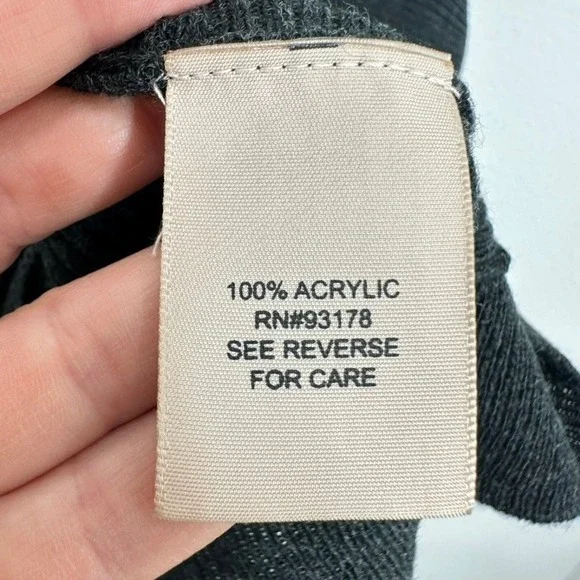 100% ACRYLIC
RN#93178
SEE REVERSE
FOR CARE